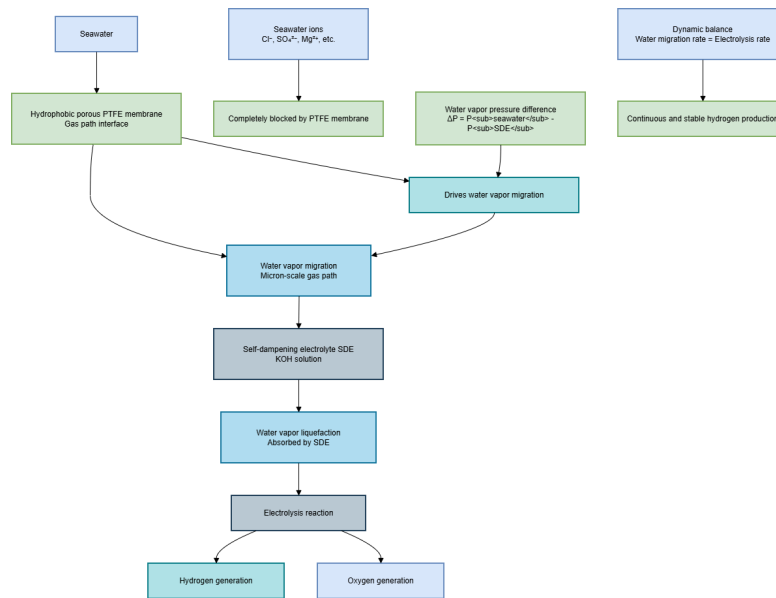 Seawater
Seawater ions
Cl⁻, SO₄²⁻, Mg²⁺, etc.
Dynamic balance
Water migration rate = Electrolysis rate
Hydrophobic porous PTFE membrane
Gas path interface
Completely blocked by PTFE membrane
Water vapor pressure difference
ΔP = P<sub>seawater</sub> -
P<sub>SDE</sub>
Continuous and stable hydrogen production
Drives water vapor migration
Water vapor migration
Micron-scale gas path
Self-dampening electrolyte SDE
KOH solution
Water vapor liquefaction
Absorbed by SDE
Electrolysis reaction
Hydrogen generation
Oxygen generation